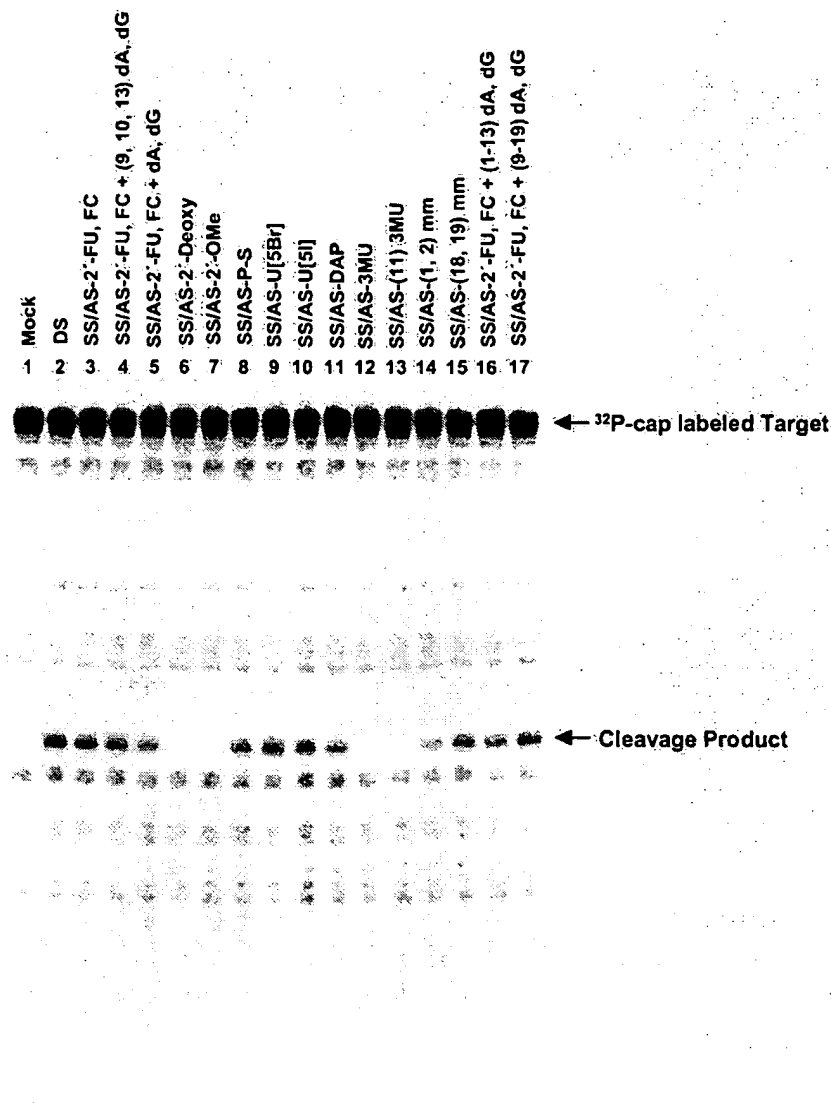 Mock
DS
SS/AS-2'-FU, FC
SS/AS-2'-FU, FC + (9, 10, 13) dA, dG
SS/AS-2'-FU, FC + dA, dG
SS/AS-2'-Deoxy
SS/AS-2'-OMe
SS/AS-P-S
SS/AS-U[5Br]
SS/AS-U[5I]
SS/AS-DAP
SS/AS-3MU
SS/AS-(11) 3MU
SS/AS-(1, 2) mm
SS/AS-(18, 19) mm
SS/AS-2'-FU, FC + (1-13) dA, dG
SS/AS-2'-FU, FC + (9-19) dA, dG
1 2 3 4 5 6 7 8 9 10 11 12 13 14 15 16 17
³²P-cap labeled Target
Cleavage Product